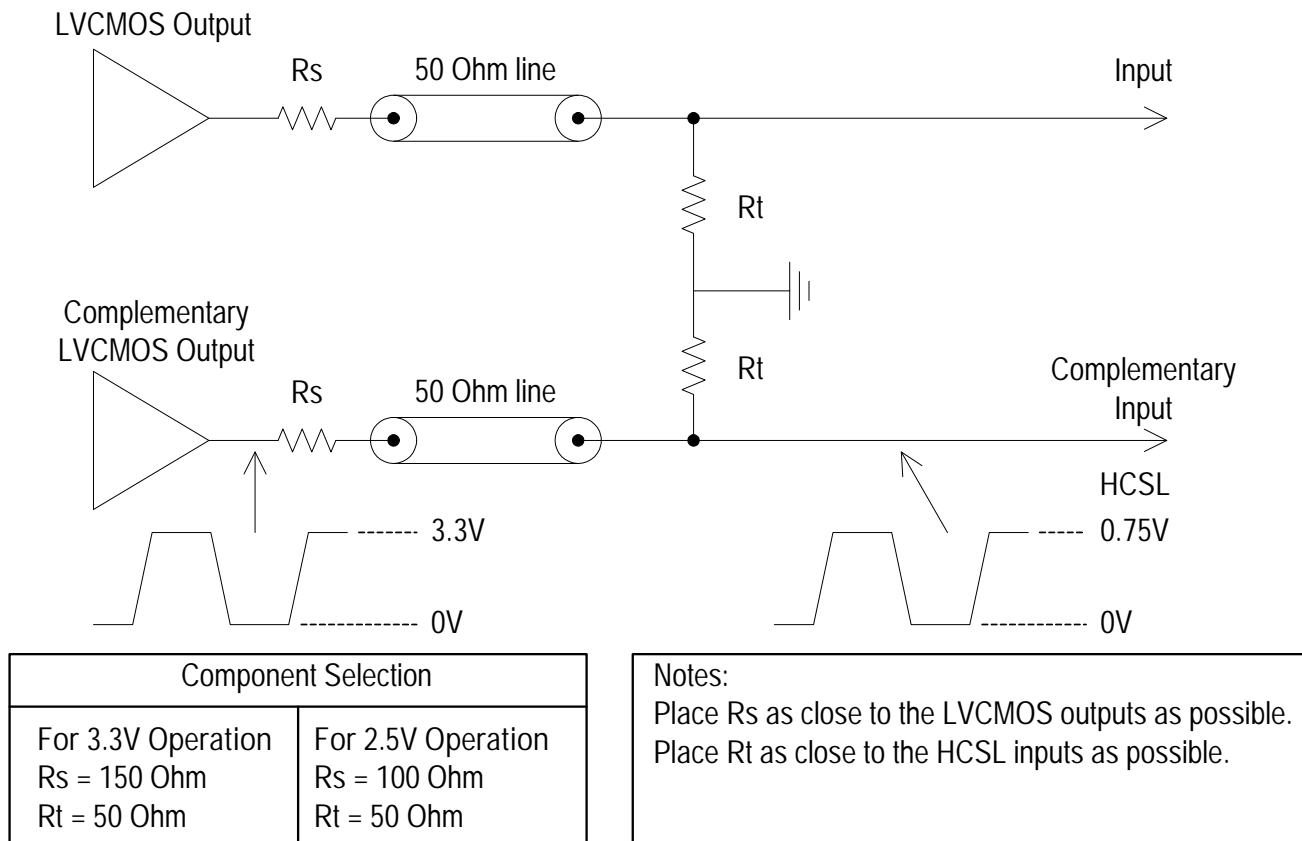 LVCMOS Output
Rs
50 Ohm line
Input
Rt
Complementary
LVCMOS Output
Rs
50 Ohm line
Rt
Complementary
Input
HCSL
3.3V
0V
0.75V
0V
Component Selection
For 3.3V Operation
Rs = 150 Ohm
Rt = 50 Ohm
For 2.5V Operation
Rs = 100 Ohm
Rt = 50 Ohm
Notes:
Place Rs as close to the LVCMOS outputs as possible.
Place Rt as close to the HCSL inputs as possible.